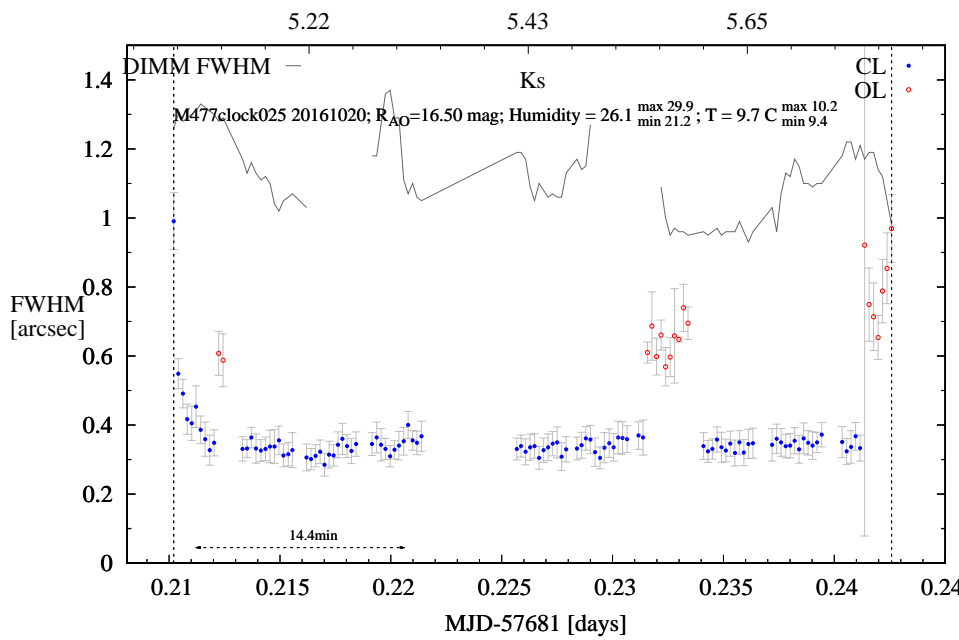 5.22 5.43 5.65
DIMM FWHM
Ks
CL
OL
M477clock025 20161020; R_AO=16.50 mag; Humidity = 26.1 max 29.9 min 21.2 ; T = 9.7 C max 10.2 min 9.4
1.4
1.2
1
0.8
0.6
0.4
0.2
0
FWHM
[arcsec]
14.4min
0.21 0.215 0.22 0.225 0.23 0.235 0.24 0.24
MJD-57681 [days]